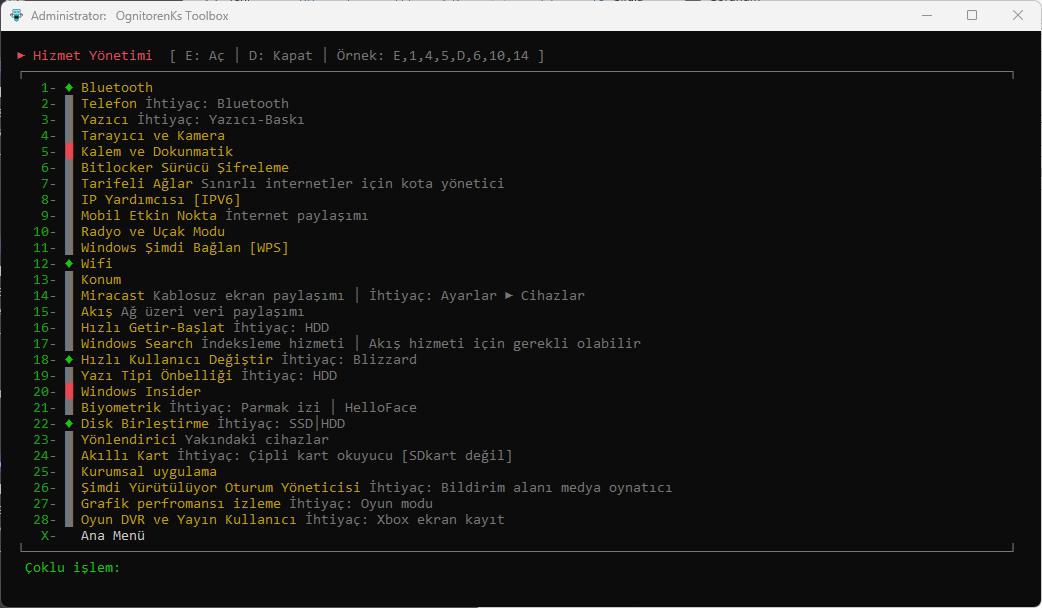 Administrator:  OgnitorenKs Toolbox
► Hizmet Yönetimi  [ E: Aç │ D: Kapat │ Örnek: E,1,4,5,D,6,10,14 ]
1- ♦ Bluetooth
2- Telefon İhtiyaç: Bluetooth
3- Yazıcı İhtiyaç: Yazıcı-Baskı
4- Tarayıcı ve Kamera
5- Kalem ve Dokunmatik
6- Bitlocker Sürücü Şifreleme
7- Tarifeli Ağlar Sınırlı internetler için kota yönetici
8- IP Yardımcısı [IPV6]
9- Mobil Etkin Nokta İnternet paylaşımı
10- Radyo ve Uçak Modu
11- Windows Şimdi Bağlan [WPS]
12- ♦ Wifi
13- Konum
14- Miracast Kablosuz ekran paylaşımı │ İhtiyaç: Ayarlar ► Cihazlar
15- Akış Ağ üzeri veri paylaşımı
16- Hızlı Getir-Başlat İhtiyaç: HDD
17- Windows Search İndeksleme hizmeti │ Akış hizmeti için gerekli olabilir
18- ♦ Hızlı Kullanıcı Değiştir İhtiyaç: Blizzard
19- Yazı Tipi Önbelliği İhtiyaç: HDD
20- Windows Insider
21- Biyometrik İhtiyaç: Parmak izi │ HelloFace
22- ♦ Disk Birleştirme İhtiyaç: SSD│HDD
23- Yönlendirici Yakındaki cihazlar
24- Akıllı Kart İhtiyaç: Çipli kart okuyucu [SDkart değil]
25- Kurumsal uygulama
26- Şimdi Yürütülüyor Oturum Yöneticisi İhtiyaç: Bildirim alanı medya oynatıcı
27- Grafik perfromansı izleme İhtiyaç: Oyun modu
28- Oyun DVR ve Yayın Kullanıcı İhtiyaç: Xbox ekran kayıt
X- Ana Menü
Çoklu işlem: